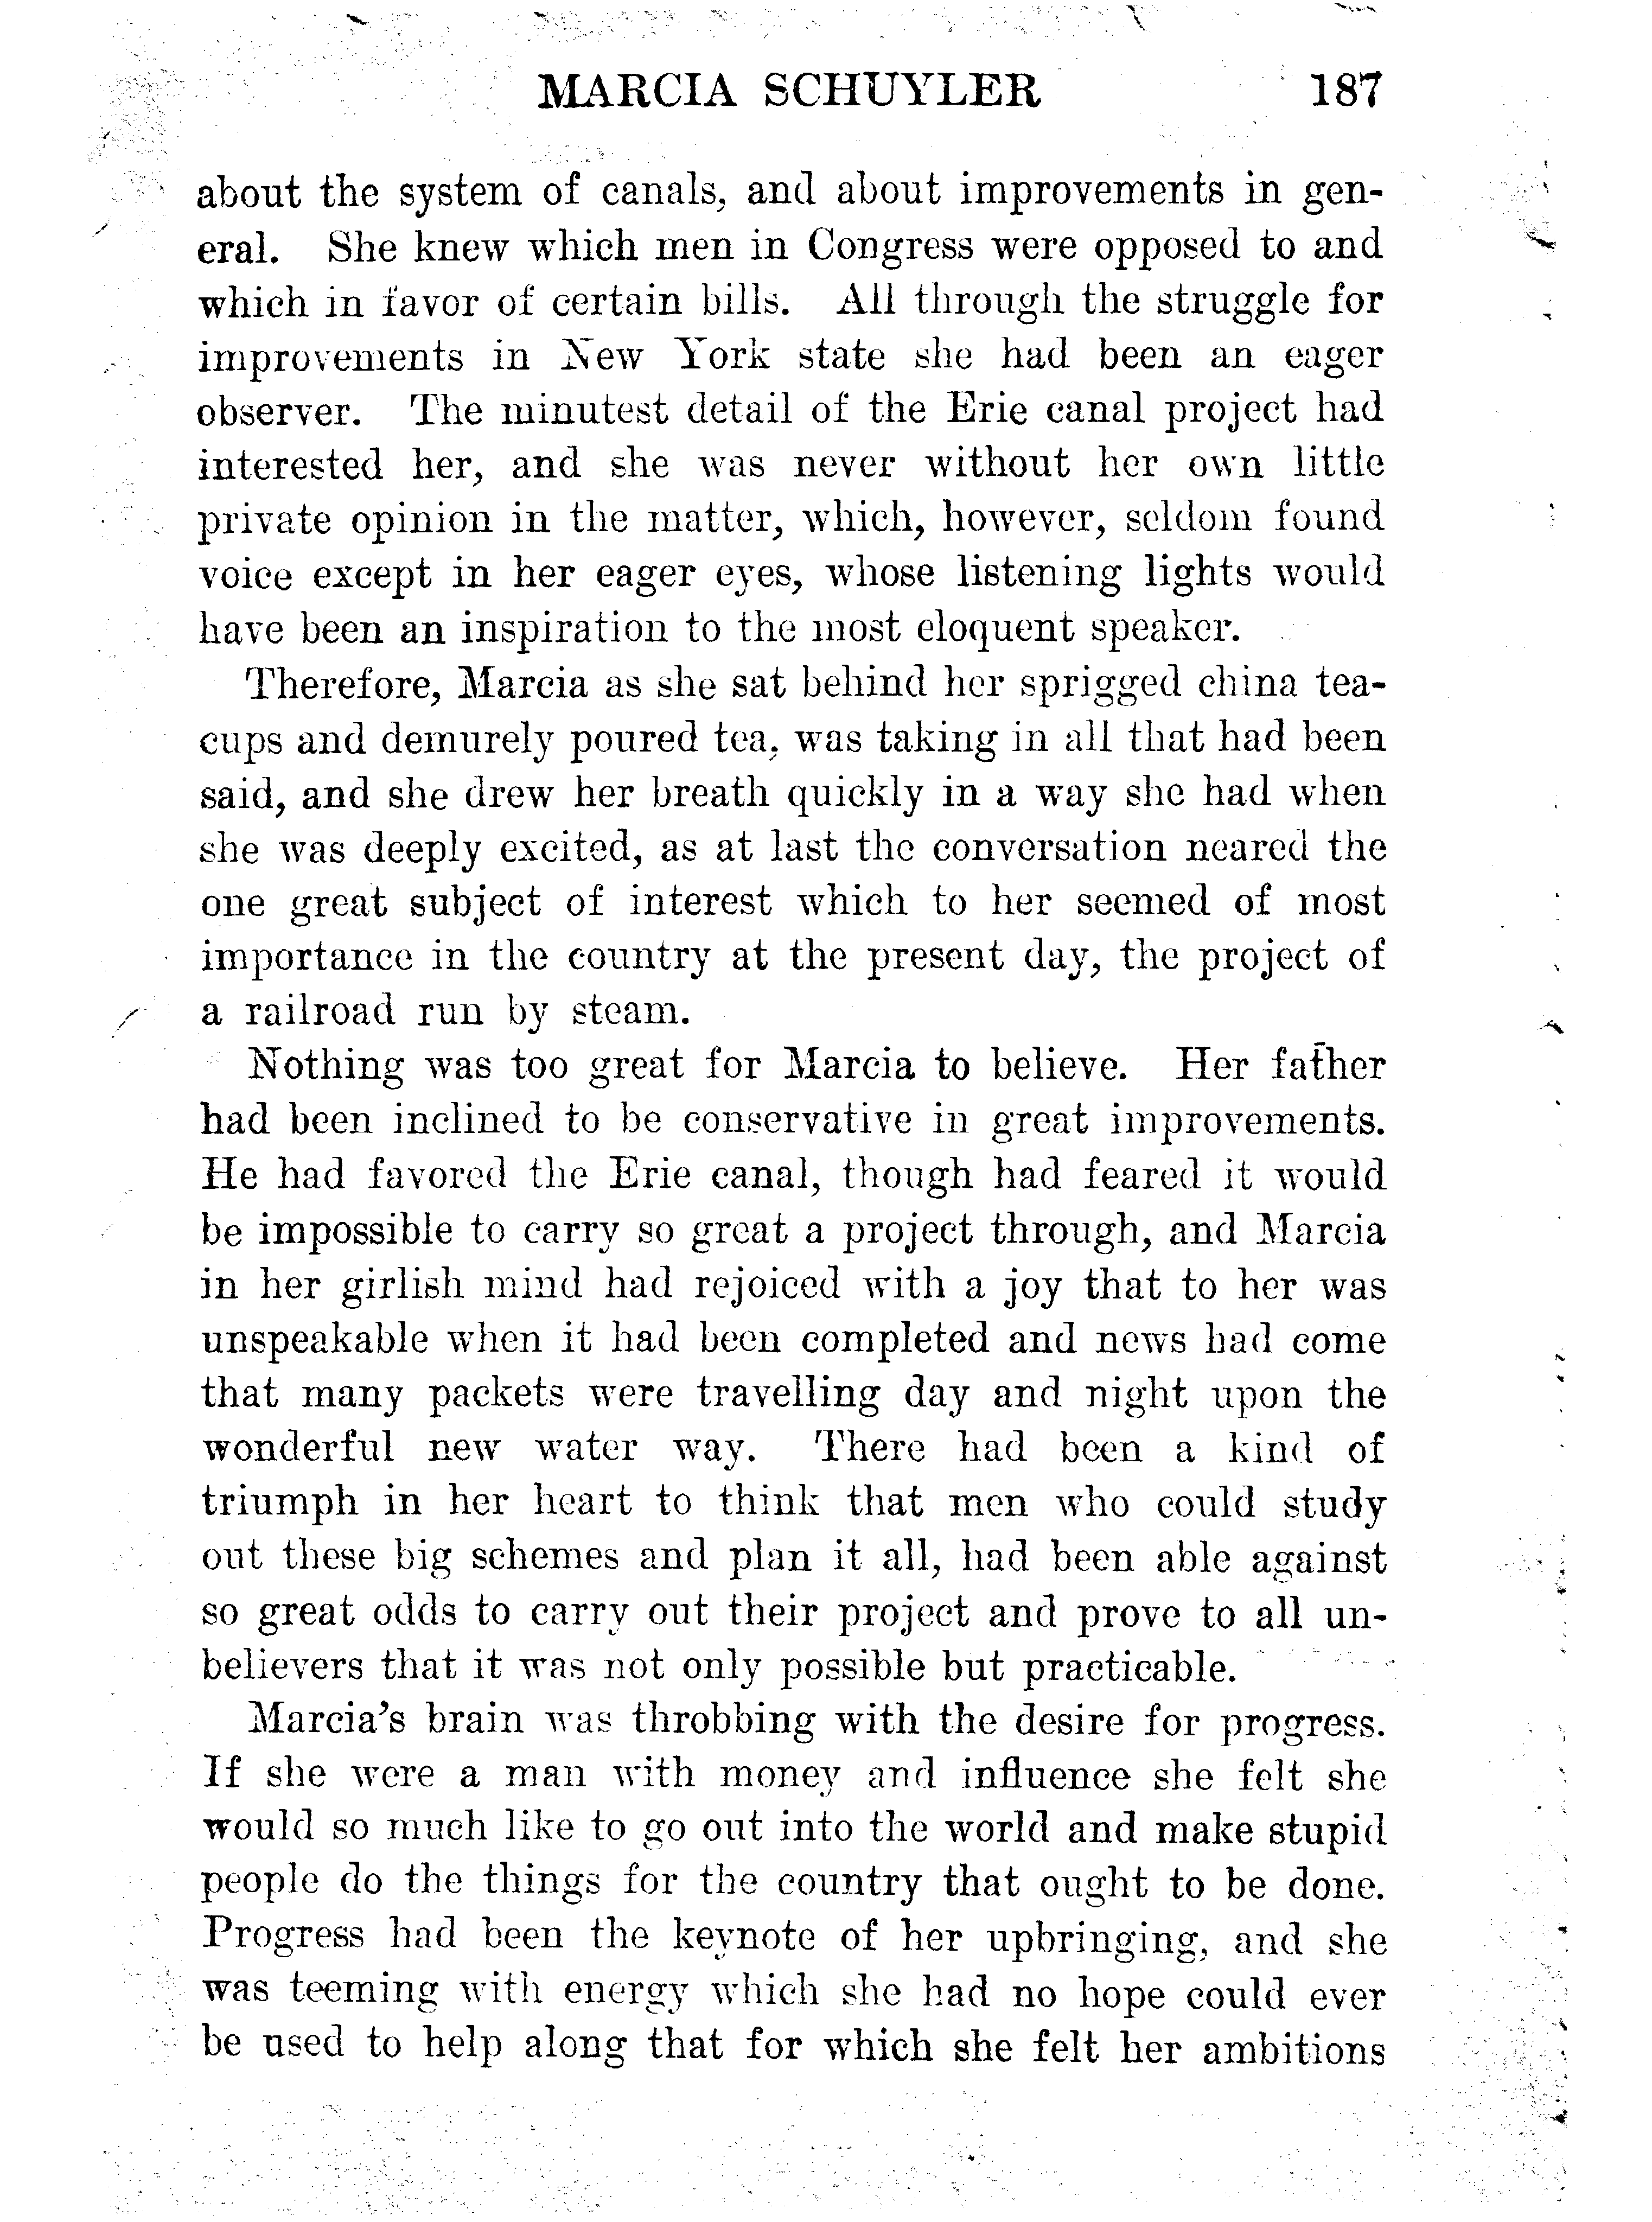 MARCIA SCHUYLER 187
about the system of canals, and about improvements in gen-
eral. She knew which men in Congress were opposed to and
which in favor of certain bills. All through the struggle for
improvements in New York state she had been an eager
observer. The minutest detail of the Erie canal project had
interested her, and she was never without her own little
private opinion in the matter, which, however, seldom found
voice except in her eager eyes, whose listening lights would
have been an inspiration to the most eloquent speaker.
Therefore, Marcia as she sat behind her sprigged china tea-
cups and demurely poured tea, was taking in all that had been
said, and she drew her breath quickly in a way she had when
she was deeply excited, as at last the conversation neared the
one great subject of interest which to her seemed of most
importance in the country at the present day, the project of
a railroad run by steam.
Nothing was too great for Marcia to believe. Her father
had been inclined to be conservative in great improvements.
He had favored the Erie canal, though had feared it would
be impossible to carry so great a project through, and Marcia
in her girlish mind had rejoiced with a joy that to her was
unspeakable when it had been completed and news had come
that many packets were travelling day and night upon the
wonderful new water way. There had been a kind of
triumph in her heart to think that men who could study
out these big schemes and plan it all, had been able against
so great odds to carry out their project and prove to all un-
believers that it was not only possible but practicable.
Marcia's brain was throbbing with the desire for progress.
If she were a man with money and influence she felt she
would so much like to go out into the world and make stupid
people do the things for the country that ought to be done.
Progress had been the keynote of her upbringing, and she
was teeming with energy which she had no hope could ever
be used to help along that for which she felt her ambitions